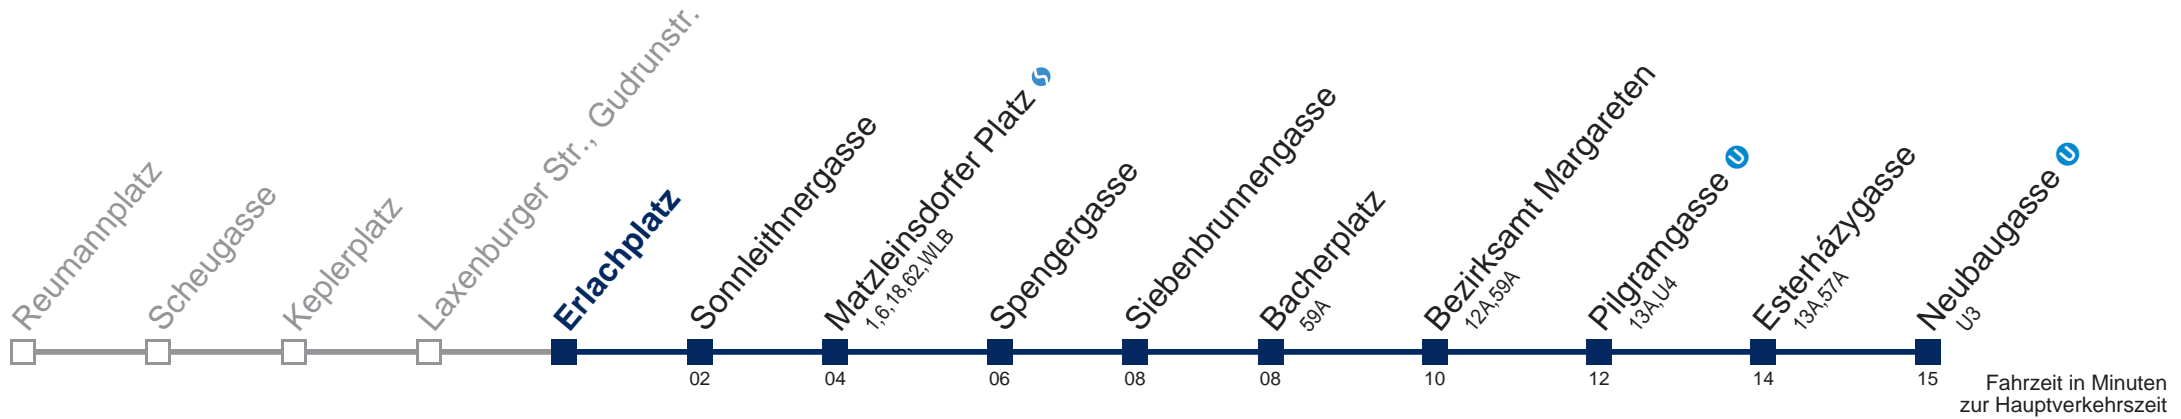 Reumannplatz
Scheugasse
Keplerplatz
Laxenburger Str., Gudrunstr.
Erlachplatz
Sonleithnergasse
Matzleinsdorfer Platz
1,6,18,62,WLB
Spengergasse
Siebenbrunnengasse
Bacherplatz
59A
Bezirksamt Margareten
12A,59A
Pilgramgasse U
13A,U4
Esterházygasse
13A,57A
Neubaugasse U
U3
02
04
06
08
08
10
12
14
15
Fahrzeit in Minuten
zur Hauptverkehrszeit